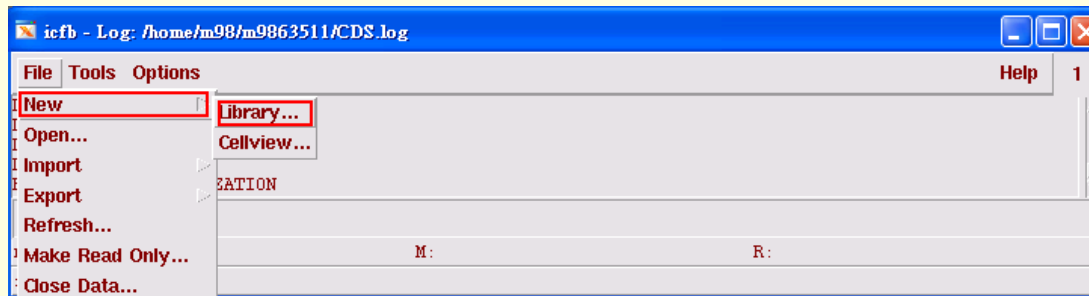 icfb - Log: /home/m98/m9863511/CDS.log
File Tools Options Help 1
New Library...
Open... Cellview...
Import
ZATION
Export
Refresh...
Make Read Only... M: R:
Close Data...